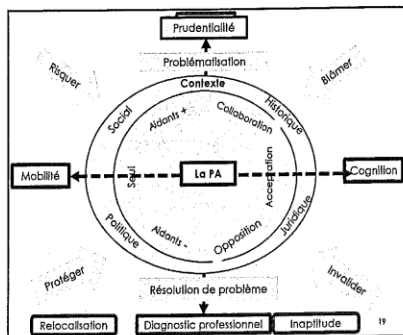 Prudentialité
Problématisation
Risquer
Blâmer
Contexte
Social
Historique
Aidants +
Collaboration
Mobilité
Seul
La PA
Acceptation
Cognition
Politique
Juridique
Aidants -
Opposition
Protéger
Invalider
Résolution de problème
Relocalisation
Diagnostic professionnel
Inaptitude
19